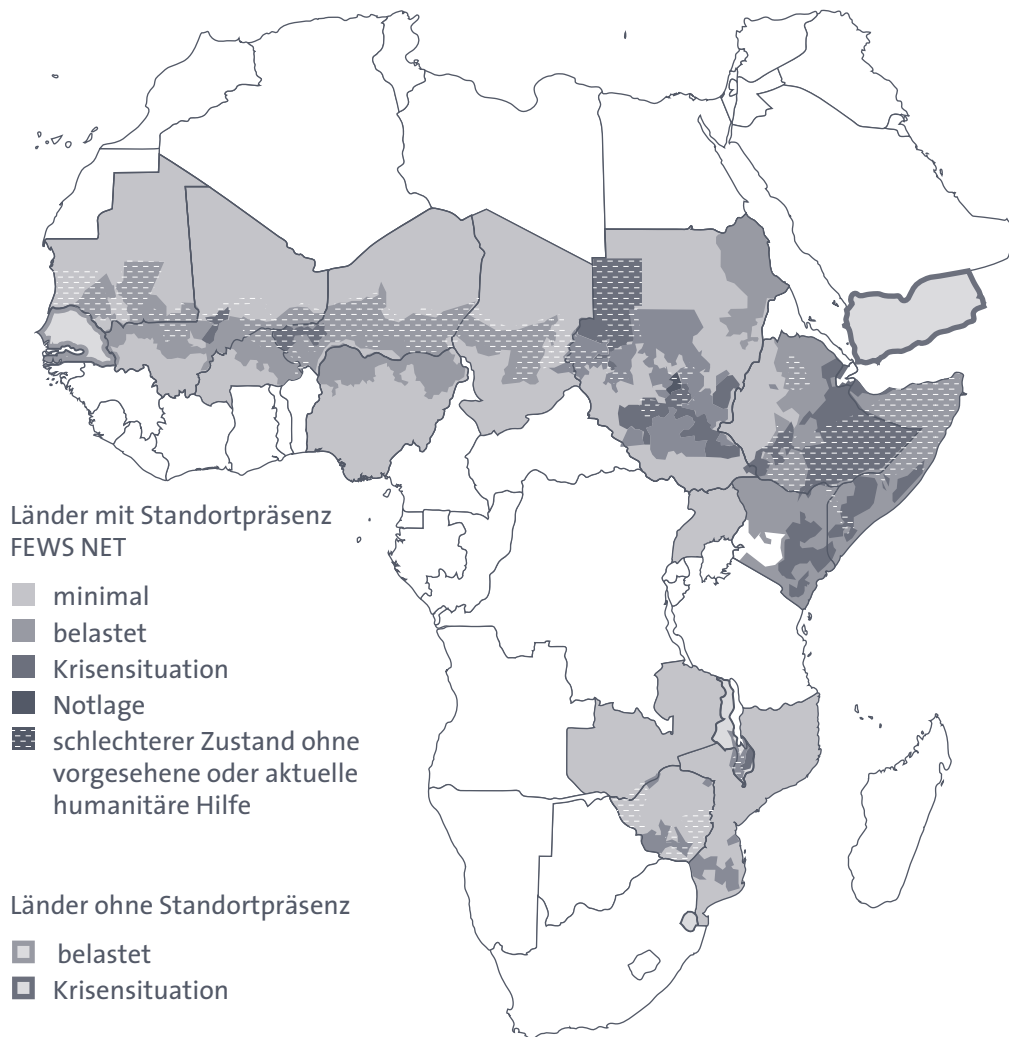 Länder mit Standortpräsenz
FEWS NET
minimal
belastet
Krisensituation
Notlage
schlechterer Zustand ohne
vorgesehene oder aktuelle
humanitäre Hilfe
Länder ohne Standortpräsenz
belastet
Krisensituation